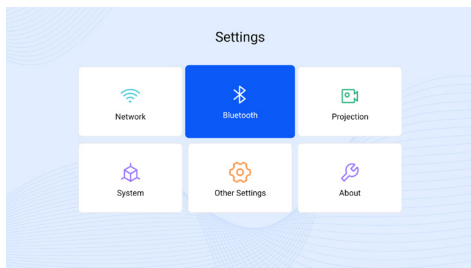 Settings
Network
Bluetooth
Projection
System
Other Settings
About